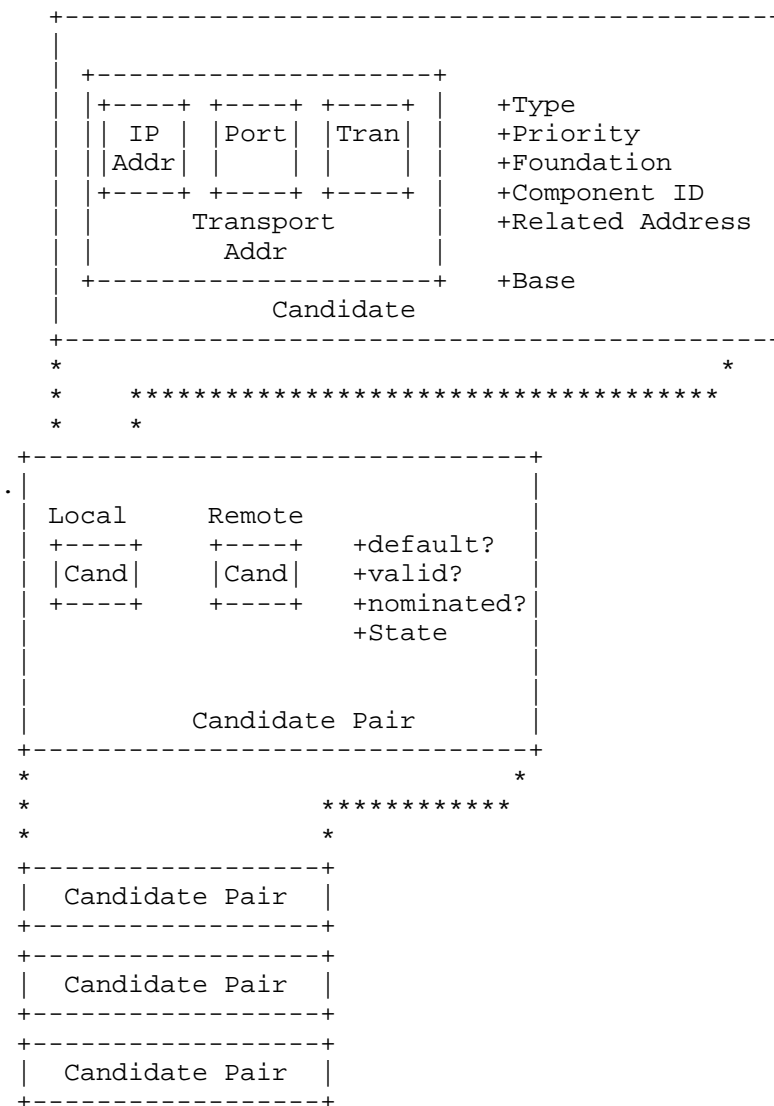 IP Port Tran +Type
Addr +Priority
+Foundation
+Component ID
Transport +Related Address
Addr
+Base
Candidate
Local Remote
Cand Cand +default?
+valid?
+nominated?
+State
Candidate Pair
Candidate Pair
Candidate Pair
Candidate Pair